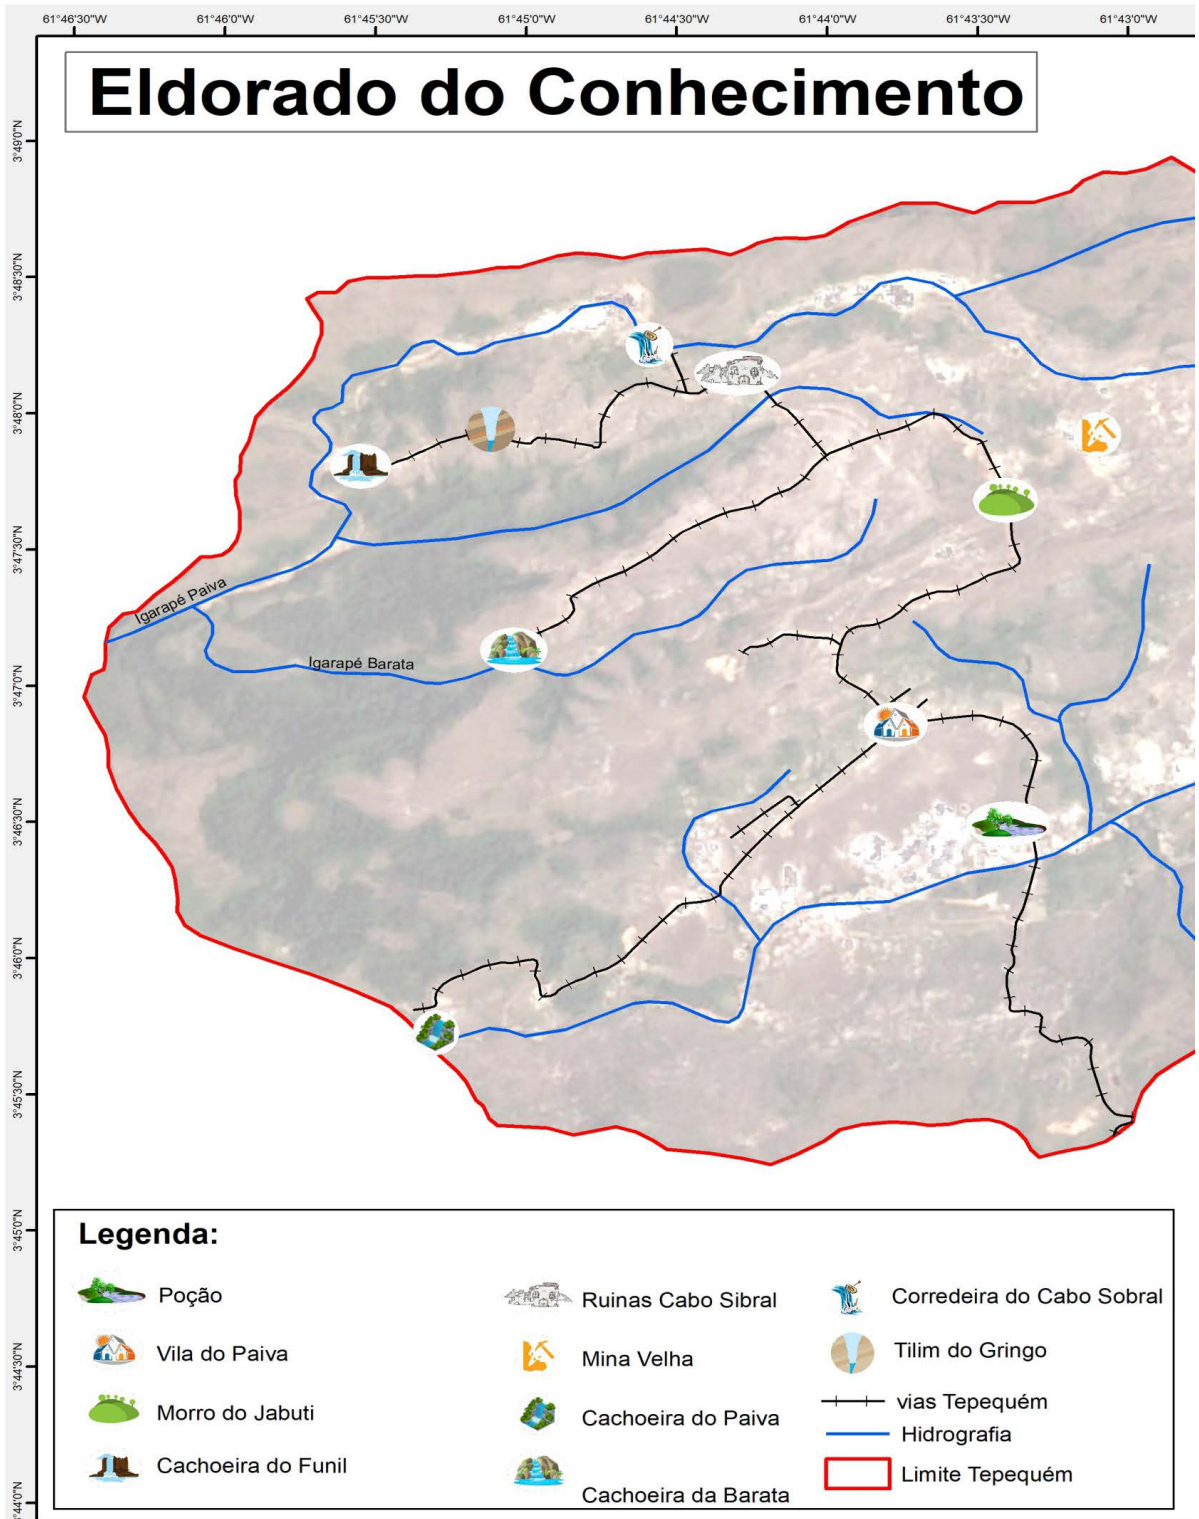 61°46'30"W 61°46'0"W 61°45'30"W 61°45'0"W 61°44'30"W 61°44'0"W 61°43'30"W 61°43'0"W
Eldorado do Conhecimento
3°49'0"N
3°48'30"N
3°48'0"N
3°47'30"N
3°47'0"N
3°46'30"N
3°46'0"N
3°45'30"N
3°45'0"N
3°44'30"N
3°44'0"N
Igarapé Paiva
Igarapé Barata
Legenda:
Poção
Vila do Paiva
Morro do Jabuti
Cachoeira do Funil
Ruinas Cabo Sibral
Mina Velha
Cachoeira do Paiva
Cachoeira da Barata
Corredeira do Cabo Sobral
Tilim do Gringo
vias Tepequém
Hidrografia
Limite Tepequém